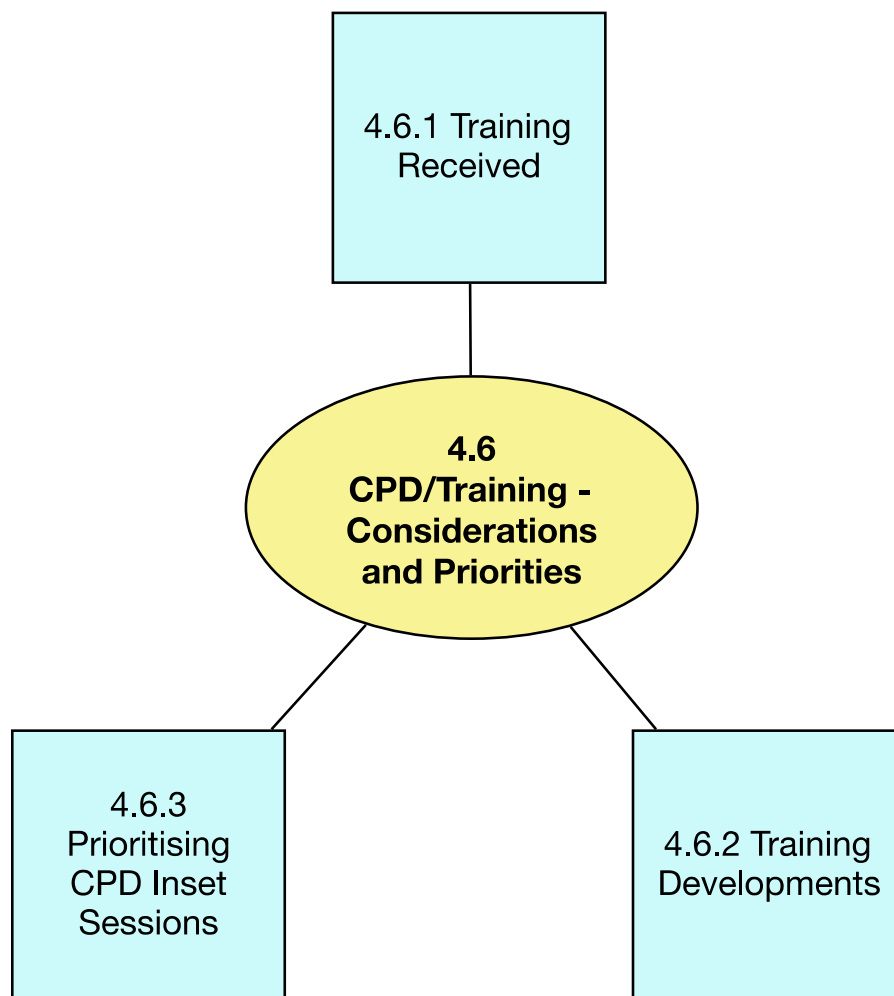 4.6.1 Training
Received
4.6
CPD/Training -
Considerations
and Priorities
4.6.3
Prioritising
CPD Inset
Sessions
4.6.2 Training
Developments